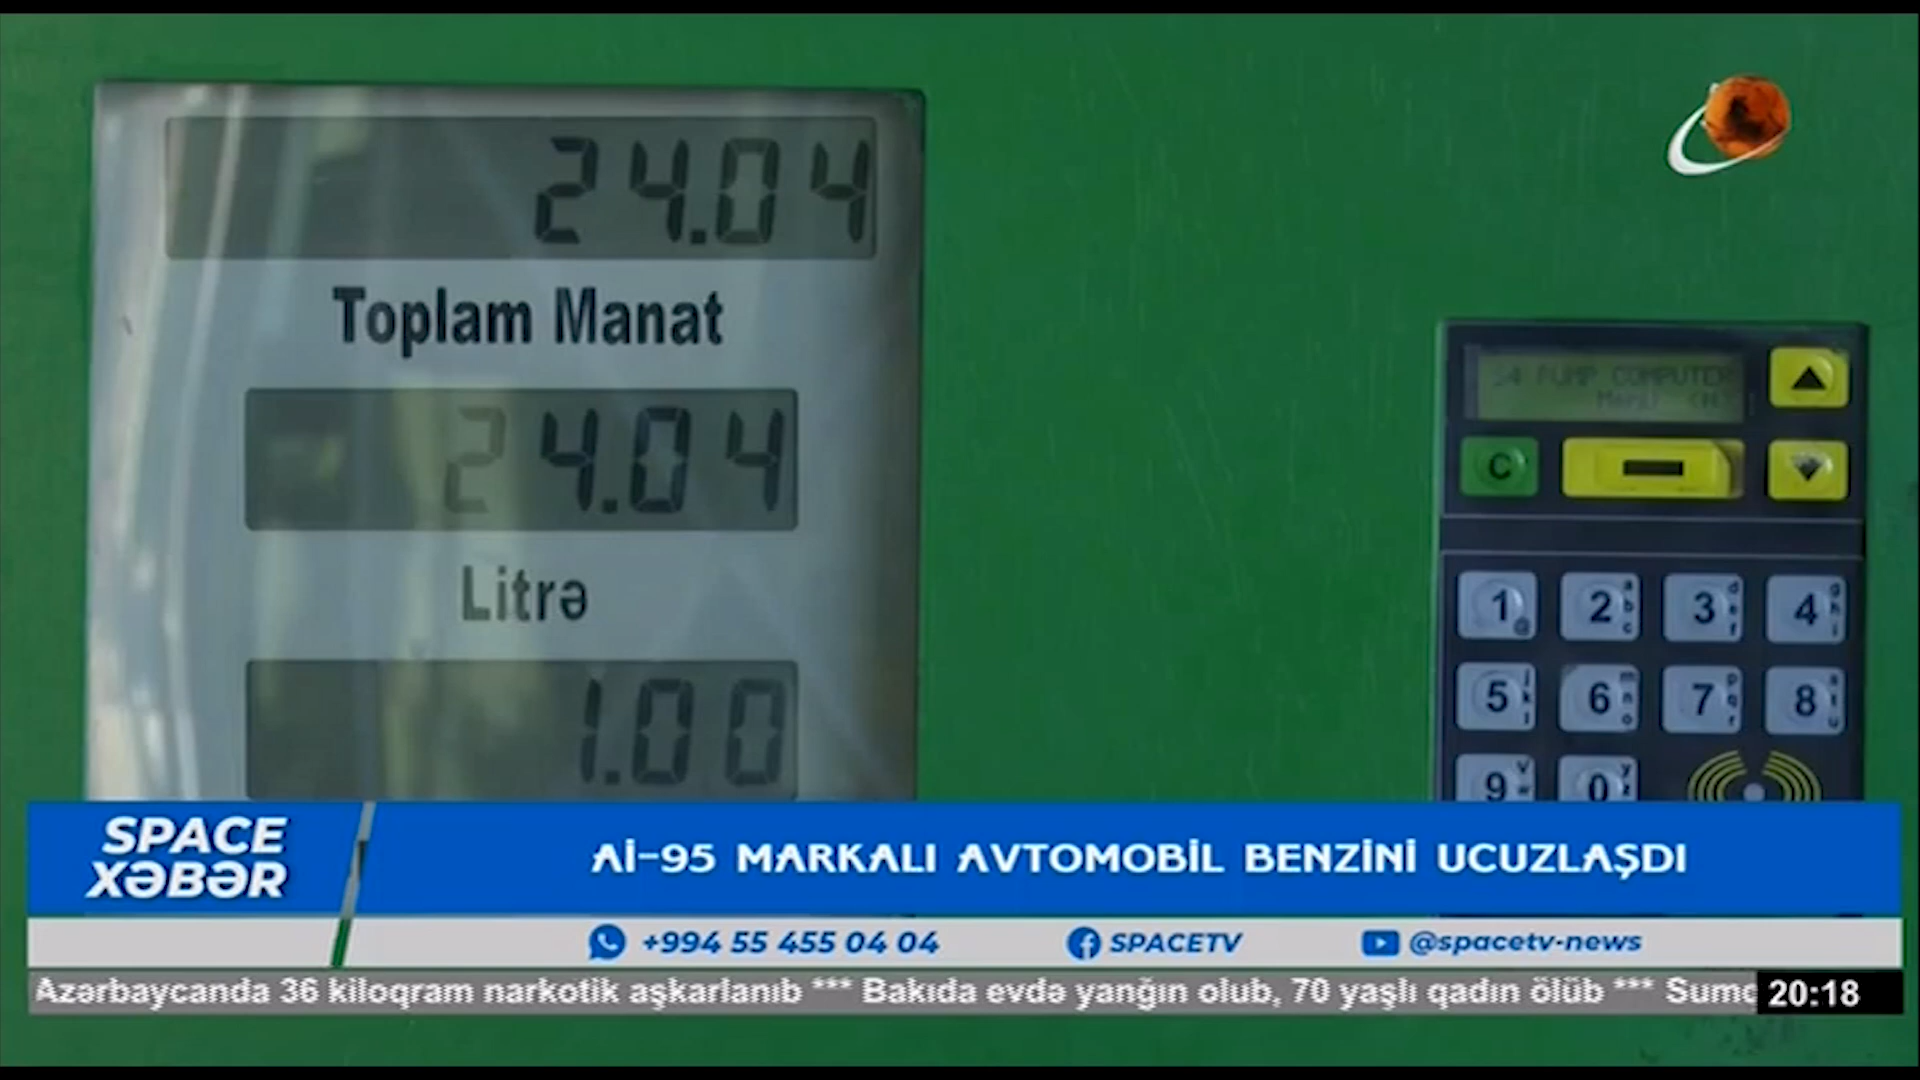 24.04
Toplam Manat
24.04
Litrə
1.00
PUMP COMPUTER
C
1 2 3 4
5 6 7 8
9 0
SPACE
XƏBƏR
Aİ-95 MARKALI AVTOMOBİL BENZİNİ UCUZLAŞDI
+994 55 455 04 04 SPACETV @spacetv-news
Azərbaycanda 36 kiloqram narkotik aşkarlanıb *** Bakıda evdə yanğın olub, 70 yaşlı qadın ölüb ***
20:18